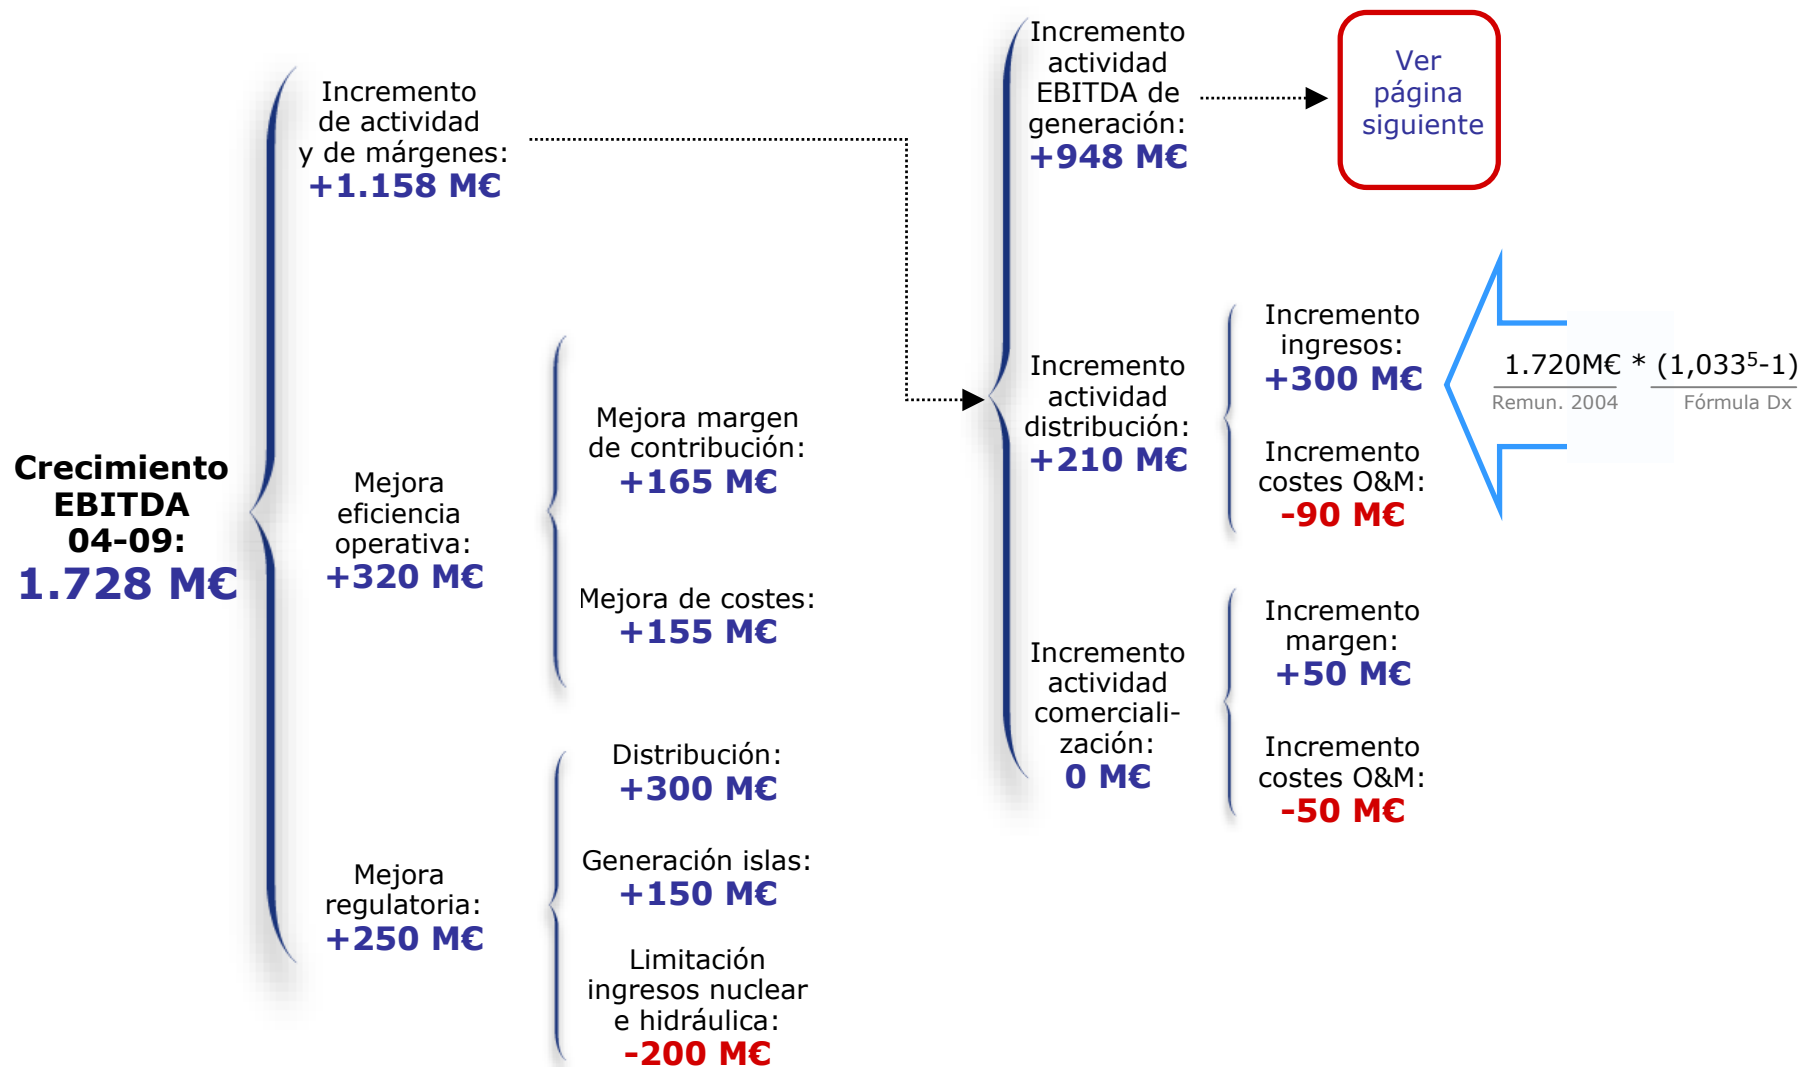 Crecimiento
EBITDA
04-09:
1.728 M€
Incremento
de actividad
y de márgenes:
+1.158 M€
Mejora
eficiencia
operativa:
+320 M€
Mejora margen
de contribución:
+165 M€
Mejora de costes:
+155 M€
Mejora
regulatoria:
+250 M€
Distribución:
+300 M€
Generación islas:
+150 M€
Limitación
ingresos nuclear
e hidráulica:
-200 M€
Incremento
actividad
EBITDA de
generación:
+948 M€
Ver
página
siguiente
Incremento
actividad
distribución:
+210 M€
Incremento
ingresos:
+300 M€
1.720M€ * (1,033⁵-1)
Remun. 2004 Fórmula Dx
Incremento
costes O&M:
-90 M€
Incremento
actividad
comerciali-
zación:
0 M€
Incremento
margen:
+50 M€
Incremento
costes O&M:
-50 M€